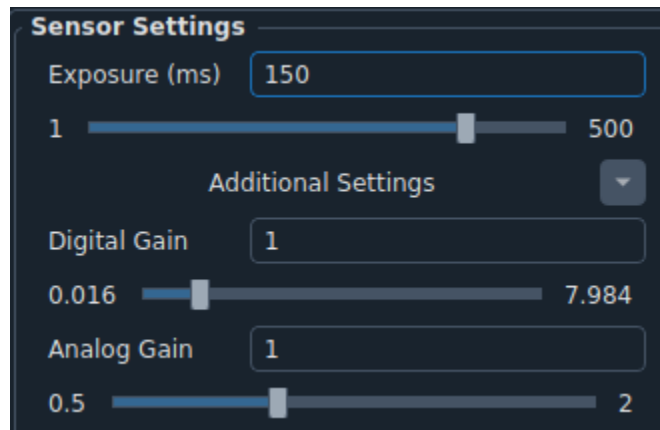 Sensor Settings
Exposure (ms) 150
1 500
Additional Settings
Digital Gain 1
0.016 7.984
Analog Gain 1
0.5 2